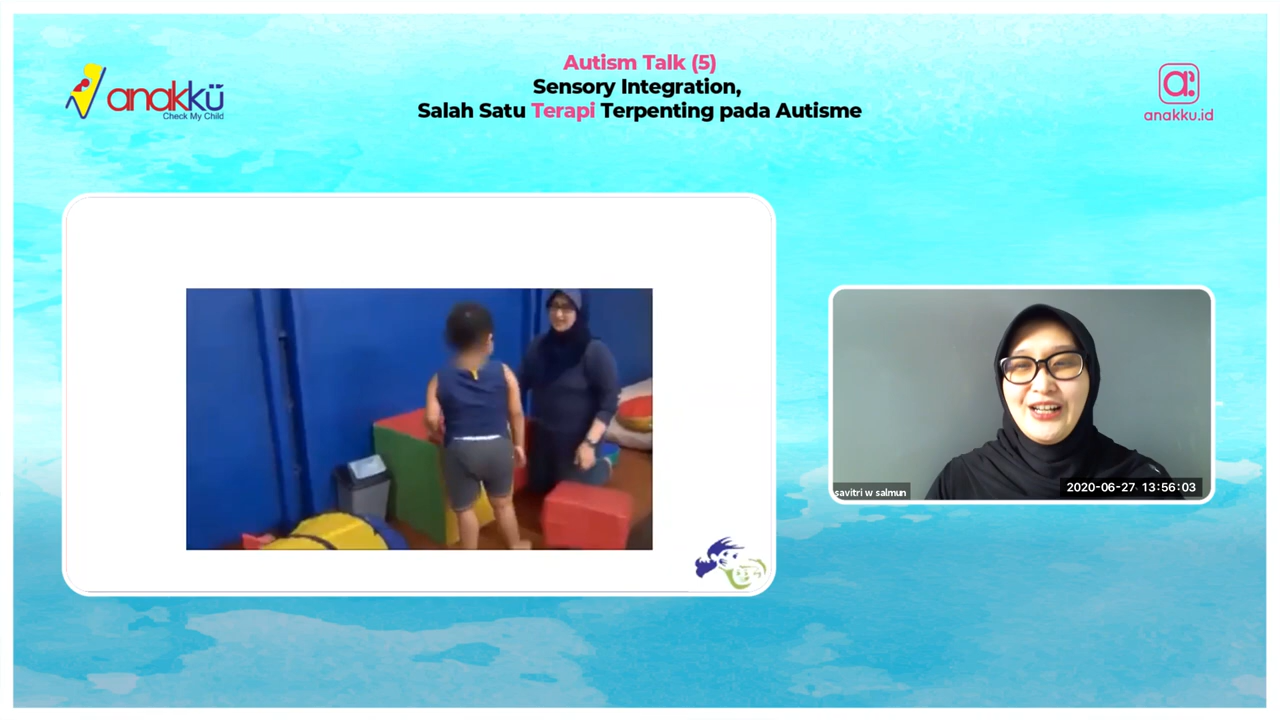 Autism Talk (5)
Sensory Integration,
Salah Satu Terapi Terpenting pada Autisme
anakkü
Check My Child
a:
anakku.id
savitri w salmun
2020-06-27 13:56:03